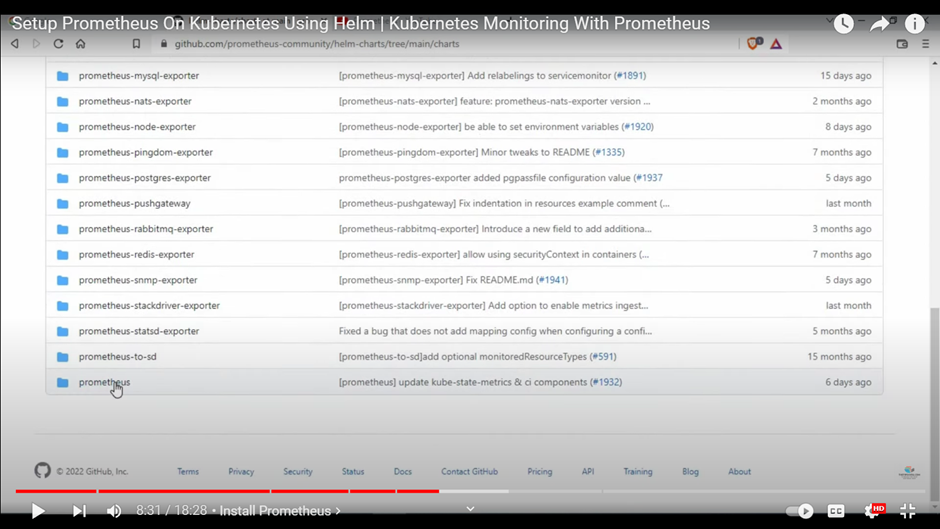 Setup Prometheus On Kubernetes Using Helm | Kubernetes Monitoring With Prometheus
github.com/prometheus-community/helm-charts/tree/main/charts
prometheus-mysql-exporter [prometheus-mysql-exporter] Add relabelings to servicemonitor (#1891) 15 days ago
prometheus-nats-exporter [prometheus-nats-exporter] feature: prometheus-nats-exporter version ... 2 months ago
prometheus-node-exporter [prometheus-node-exporter] be able to set environment variables (#1920) 8 days ago
prometheus-pingdom-exporter [prometheus-pingdom-exporter] Minor tweaks to README (#1335) 7 months ago
prometheus-postgres-exporter prometheus-postgres-exporter added pgpassfile configuration value (#1937 5 days ago
prometheus-pushgateway [prometheus-pushgateway] Fix indentation in resources example comment (... last month
prometheus-rabbitmq-exporter [prometheus-rabbitmq-exporter] Introduce a new field to add additiona... 3 months ago
prometheus-redis-exporter [prometheus-redis-exporter] allow using securityContext in containers (... 7 months ago
prometheus-snmp-exporter [prometheus-snmp-exporter] Fix README.md (#1941) 5 days ago
prometheus-stackdriver-exporter [prometheus-stackdriver-exporter] Add option to enable metrics ingest... last month
prometheus-statsd-exporter Fixed a bug that does not add mapping config when configuring a confi... 5 months ago
prometheus-to-sd [prometheus-to-sd]add optional monitoredResourceTypes (#591) 15 months ago
prometheus [prometheus] update kube-state-metrics & ci components (#1932) 6 days ago
© 2022 GitHub, Inc. Terms Privacy Security Status Docs Contact GitHub Pricing API Training Blog About
8:31 / 18:28 • Install Prometheus > CC HD